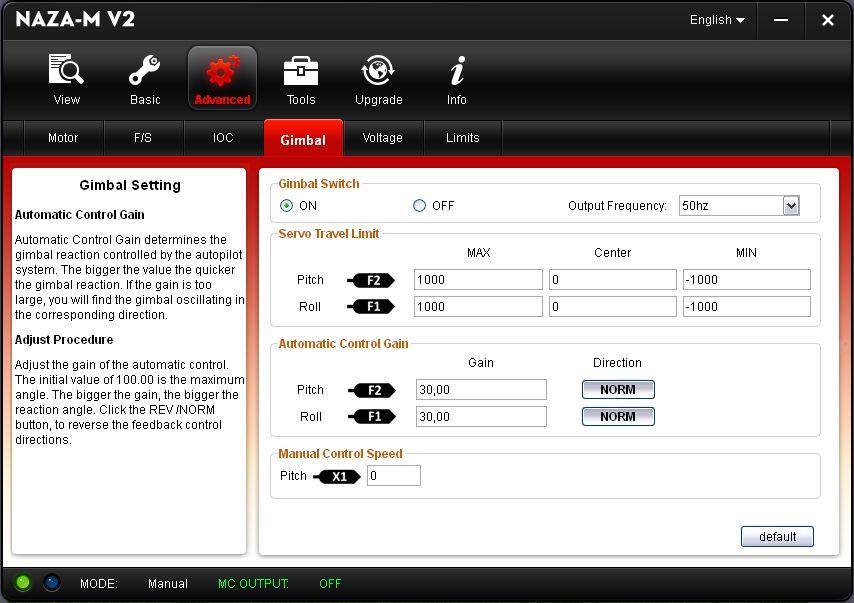 NAZA-M V2
English
View Basic Advanced Tools Upgrade Info
Motor F/S IOC Gimbal Voltage Limits
Gimbal Setting
Automatic Control Gain
Automatic Control Gain determines the
gimbal reaction controlled by the autopilot
system. The bigger the value the quicker
the gimbal reaction. If the gain is too
large, you will find the gimbal oscillating in
the corresponding direction.
Adjust Procedure
Adjust the gain of the automatic control.
The initial value of 100.00 is the maximum
angle. The bigger the gain, the bigger the
reaction angle. Click the REV /NORM
button, to reverse the feedback control
directions.
Gimbal Switch
ON OFF Output Frequency: 50hz
Servo Travel Limit
MAX Center MIN
Pitch F2 1000 0 -1000
Roll F1 1000 0 -1000
Automatic Control Gain
Gain Direction
Pitch F2 30,00 NORM
Roll F1 30,00 NORM
Manual Control Speed
Pitch X1 0
default
MODE: Manual MC OUTPUT: OFF